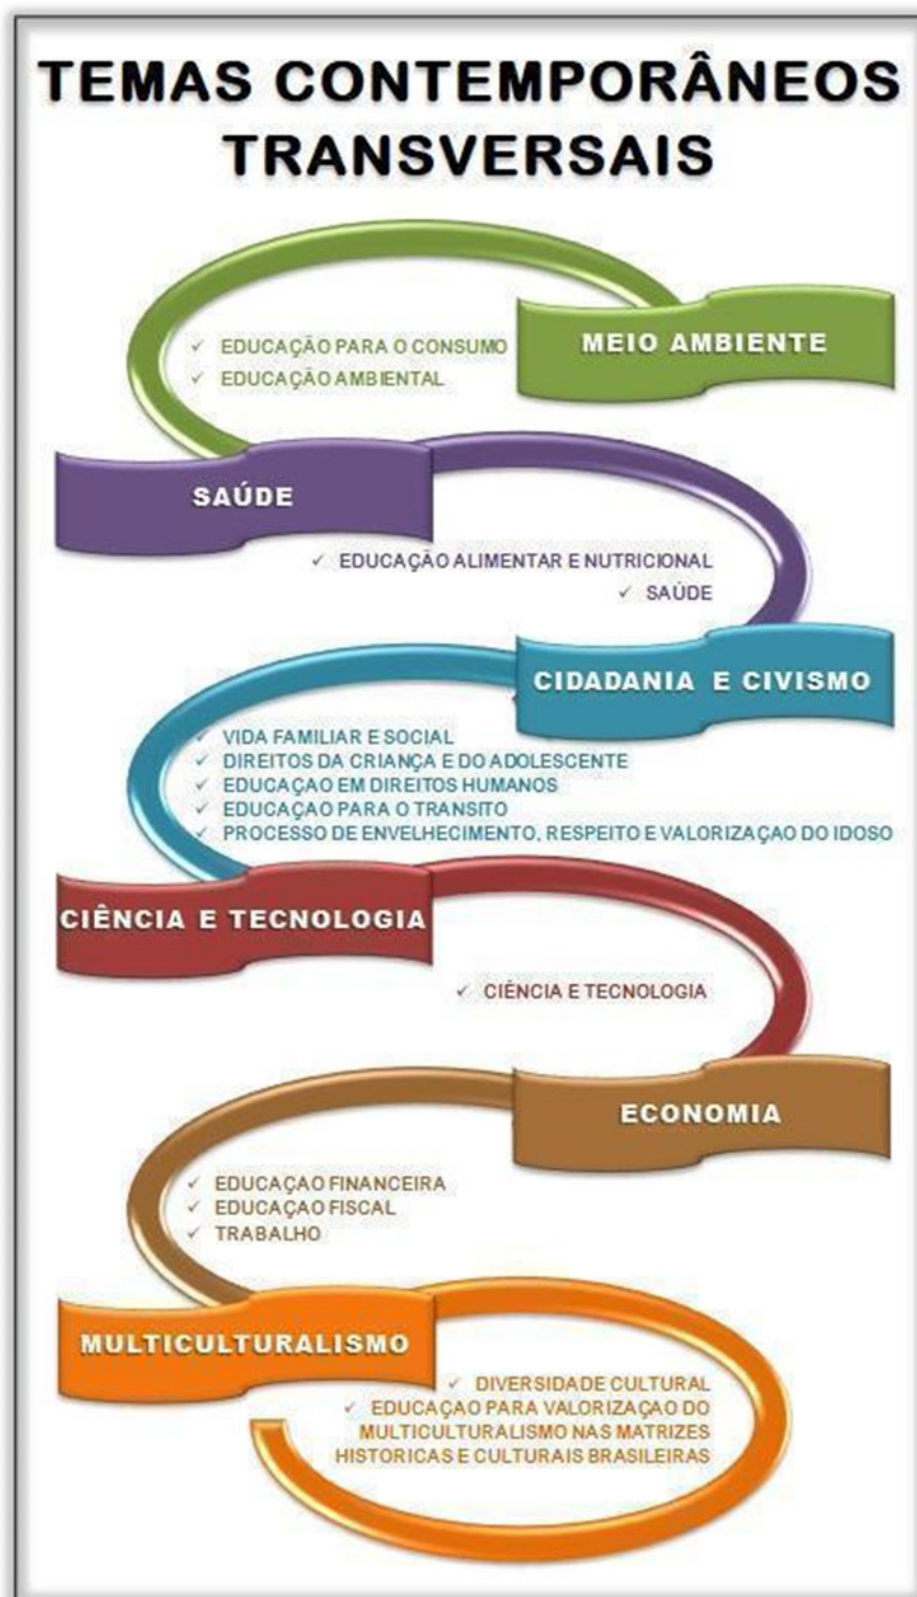 TEMAS CONTEMPORÂNEOS
TRANSVERSAIS
MEIO AMBIENTE
✓ EDUCAÇÃO PARA O CONSUMO
✓ EDUCAÇÃO AMBIENTAL
SAÚDE
✓ EDUCAÇÃO ALIMENTAR E NUTRICIONAL
✓ SAÚDE
CIDADANIA E CIVISMO
✓ VIDA FAMILIAR E SOCIAL
✓ DIREITOS DA CRIANÇA E DO ADOLESCENTE
✓ EDUCAÇAO EM DIREITOS HUMANOS
✓ EDUCAÇAO PARA O TRANSITO
✓ PROCESSO DE ENVELHECIMENTO, RESPEITO E VALORIZAÇAO DO IDOSO
CIÊNCIA E TECNOLOGIA
✓ CIÊNCIA E TECNOLOGIA
ECONOMIA
✓ EDUCAÇAO FINANCEIRA
✓ EDUCAÇAO FISCAL
✓ TRABALHO
MULTICULTURALISMO
✓ DIVERSIDADE CULTURAL
✓ EDUCAÇAO PARA VALORIZAÇAO DO
MULTICULTURALISMO NAS MATRIZES
HISTORICAS E CULTURAIS BRASILEIRAS